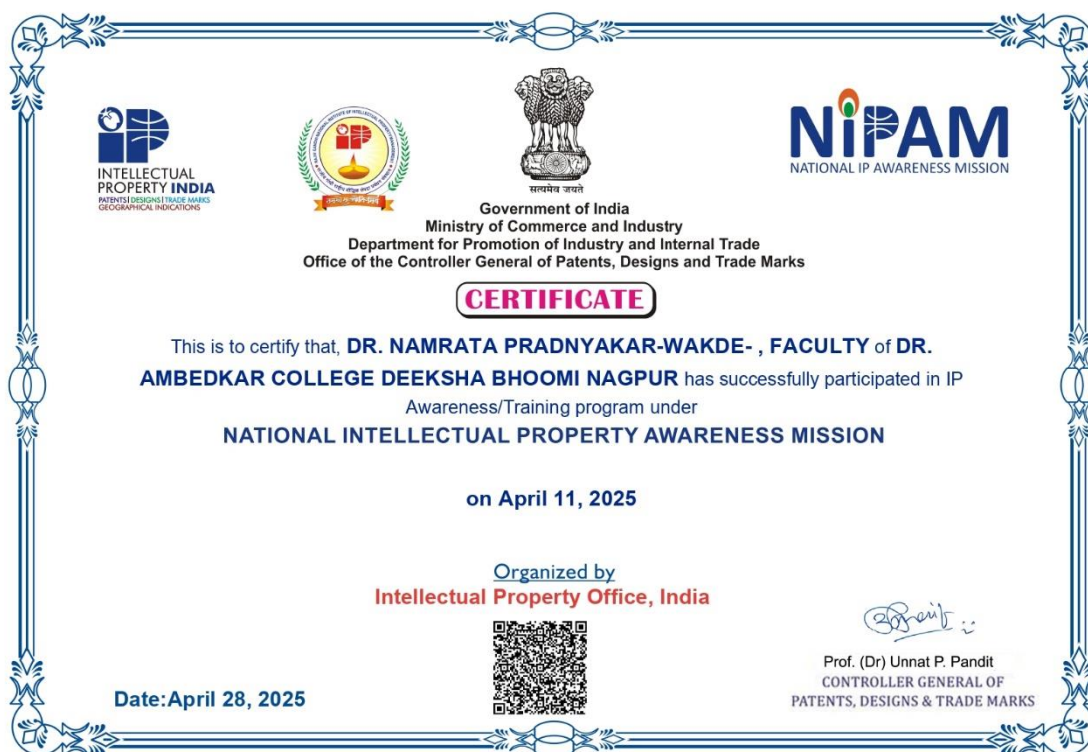 INTELLECTUAL
PROPERTY INDIA
PATENTS | DESIGNS | TRADE MARKS
GEOGRAPHICAL INDICATIONS
सत्यमेव जयते
NiPAM
NATIONAL IP AWARENESS MISSION
Government of India
Ministry of Commerce and Industry
Department for Promotion of Industry and Internal Trade
Office of the Controller General of Patents, Designs and Trade Marks
CERTIFICATE
This is to certify that, DR. NAMRATA PRADNYAKAR-WAKDE- , FACULTY of DR.
AMBEDKAR COLLEGE DEEKSHA BHOOMI NAGPUR has successfully participated in IP
Awareness/Training program under
NATIONAL INTELLECTUAL PROPERTY AWARENESS MISSION
on April 11, 2025
Organized by
Intellectual Property Office, India
Prof. (Dr) Unnat P. Pandit
CONTROLLER GENERAL OF
PATENTS, DESIGNS & TRADE MARKS
Date:April 28, 2025